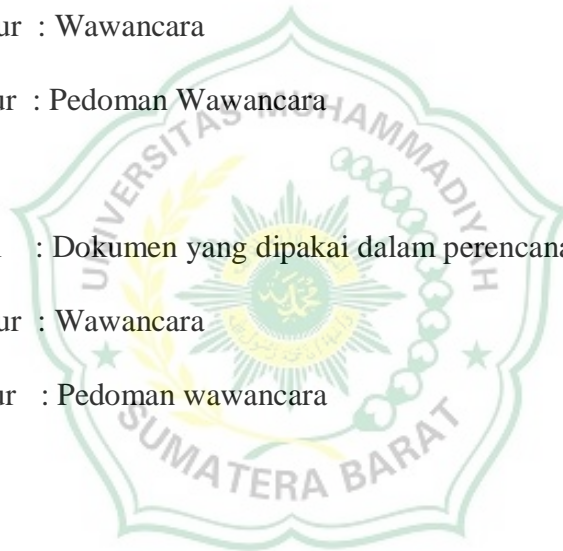 ur : Wawancara
ur : Pedoman Wawancara
: Dokumen yang dipakai dalam perencana
ur : Wawancara
ur : Pedoman wawancara
UNIVERSITAS MUHAMMADIYAH
SUMATERA BARAT